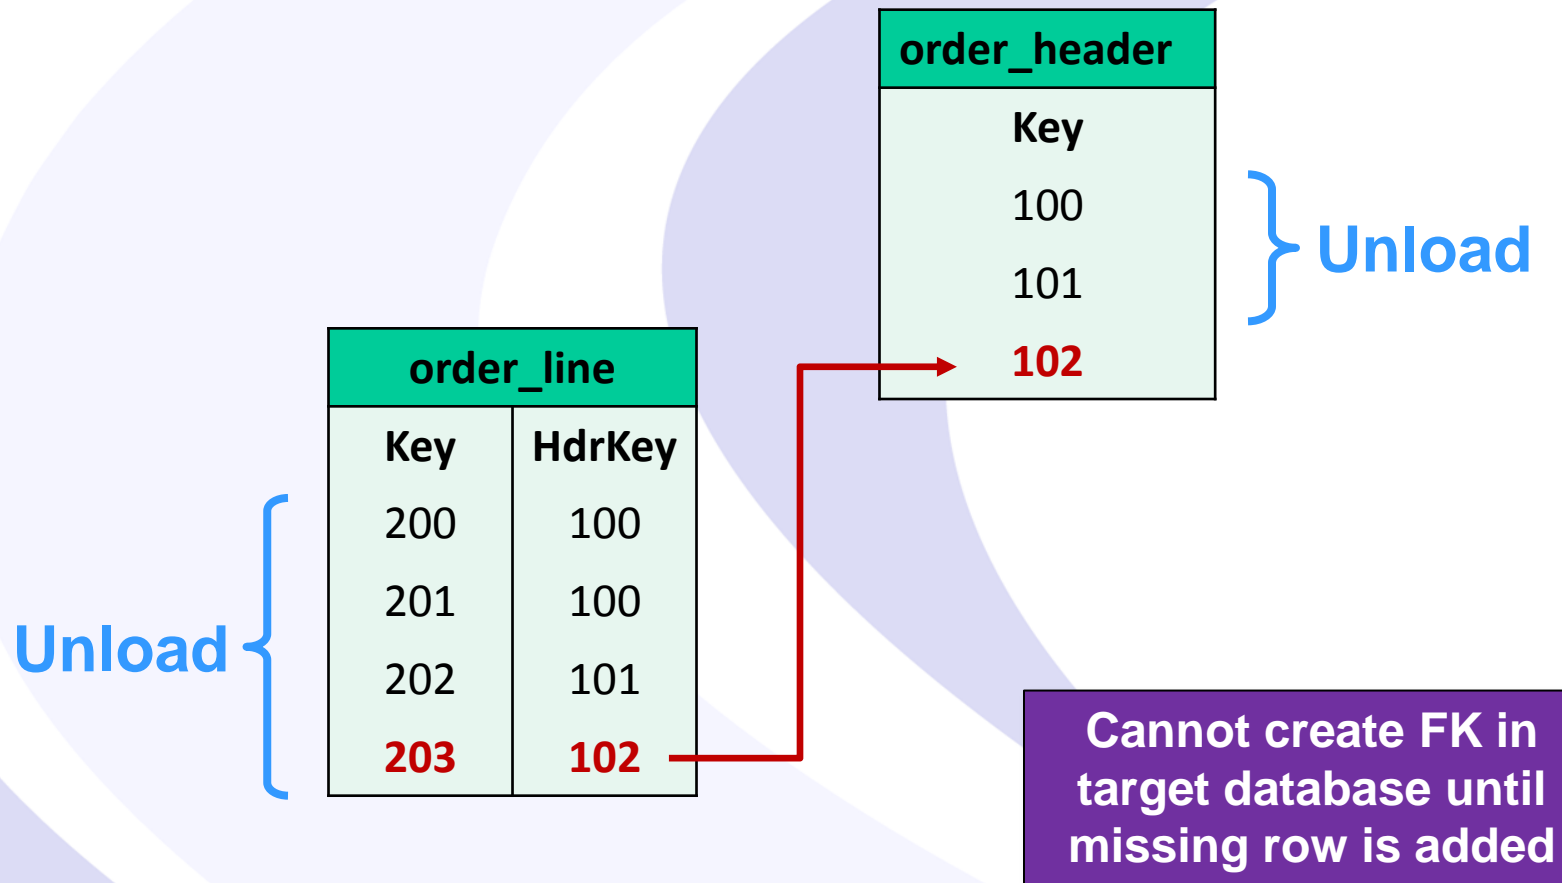 order_header
Key
100
101
102
Unload
order_line
Key HdrKey
200 100
201 100
202 101
203 102
Unload
Cannot create FK in
target database until
missing row is added